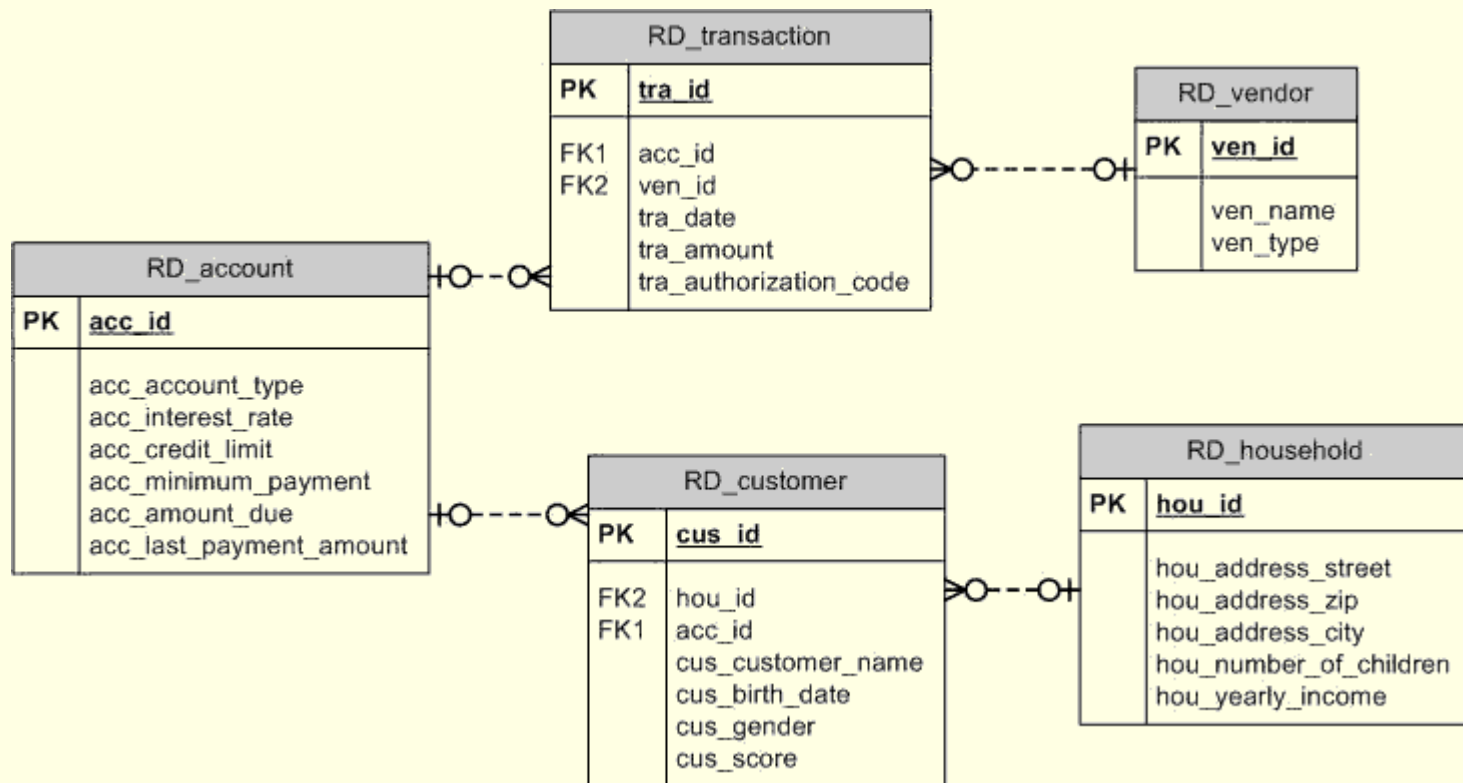 RD_transaction
PK tra_id
FK1 acc_id
FK2 ven_id
tra_date
tra_amount
tra_authorization_code
RD_vendor
PK ven_id
ven_name
ven_type
RD_account
PK acc_id
acc_account_type
acc_interest_rate
acc_credit_limit
acc_minimum_payment
acc_amount_due
acc_last_payment_amount
RD_customer
PK cus_id
FK2 hou_id
FK1 acc_id
cus_customer_name
cus_birth_date
cus_gender
cus_score
RD_household
PK hou_id
hou_address_street
hou_address_zip
hou_address_city
hou_number_of_children
hou_yearly_income